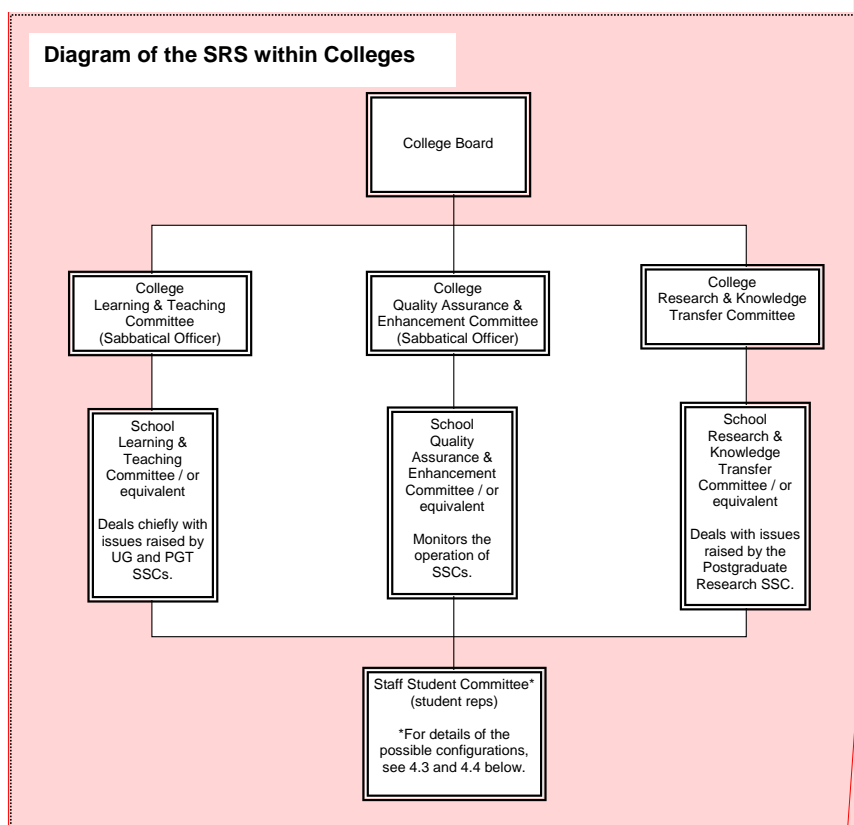 Diagram of the SRS within Colleges
College Board
College
Learning & Teaching
Committee
(Sabbatical Officer)
College
Quality Assurance &
Enhancement Committee
(Sabbatical Officer)
College
Research & Knowledge
Transfer Committee
School
Learning &
Teaching
Committee / or
equivalent
Deals chiefly with
issues raised by
UG and PGT
SSCs.
School
Quality
Assurance &
Enhancement
Committee / or
equivalent
Monitors the
operation of
SSCs.
School
Research &
Knowledge
Transfer
Committee / or
equivalent
Deals with issues
raised by the
Postgraduate
Research SSC.
Staff Student Committee*
(student reps)
*For details of the
possible configurations,
see 4.3 and 4.4 below.